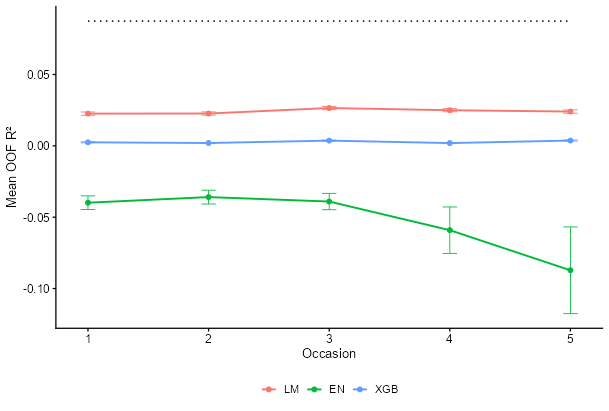 0.05
0.00
-0.05
-0.10
Mean OOF R²
1 2 3 4 5
Occasion
LM EN XGB